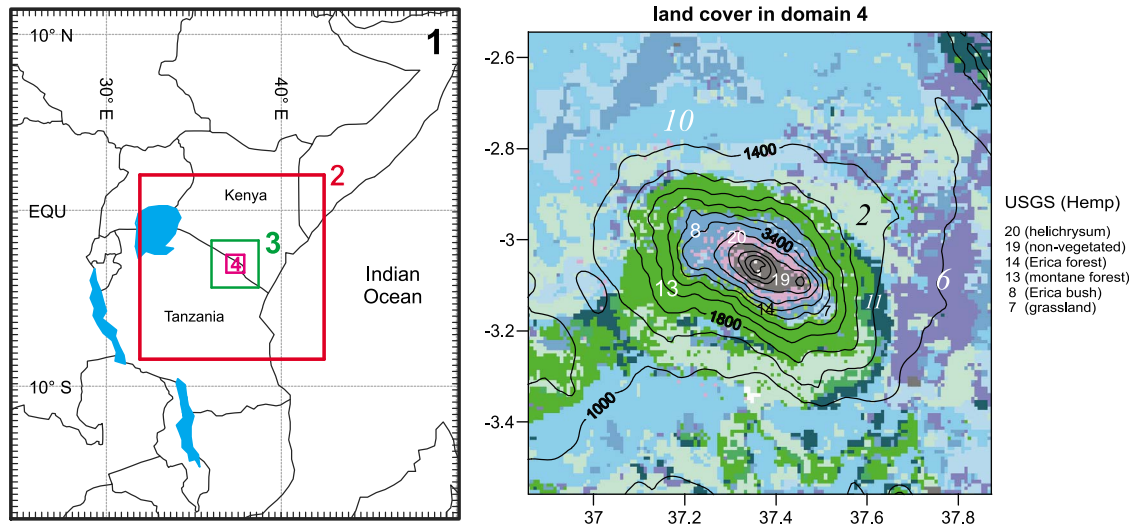 10° N
1
30° E
40° E
2
Kenya
EQU
3
4
Indian
Ocean
Tanzania
10° S
land cover in domain 4
-2.6
-2.8
-3
-3.2
-3.4
10
1400
2
8
20
3400
6
19
13
11
14
7
1800
1000
37
37.2
37.4
37.6
37.8
USGS (Hemp)
20 (helichrysum)
19 (non-vegetated)
14 (Erica forest)
13 (montane forest)
8 (Erica bush)
7 (grassland)